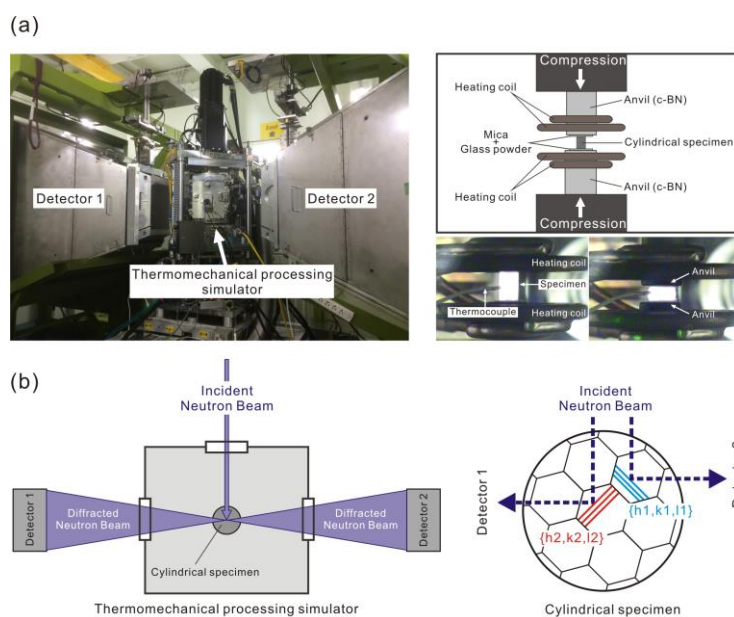 (a)
Detector 1
Detector 2
Thermomechanical processing
simulator
Compression
Heating coil
Anvil (c-BN)
Mica
+
Glass powder
Cylindrical specimen
Heating coil
Anvil (c-BN)
Compression
Heating coil
Specimen
Thermocouple
Heating coil
Anvil
Anvil
(b)
Incident
Neutron Beam
Detector 1
Diffracted
Neutron Beam
Diffracted
Neutron Beam
Detector 2
Cylindrical specimen
Thermomechanical processing simulator
Incident
Neutron Beam
Detector 1
{h1,k1,l1}
{h2,k2,l2}
Cylindrical specimen